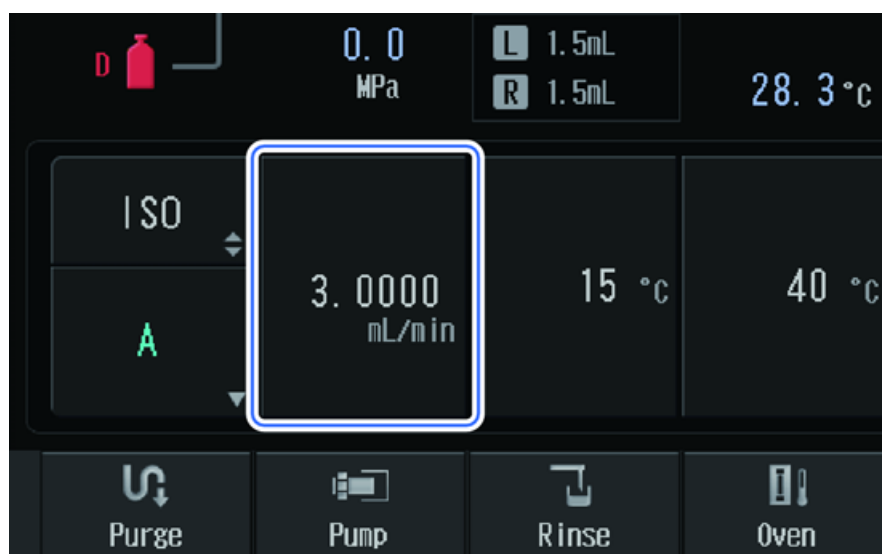 D
0.0
MPa
L 1.5mL
R 1.5mL
28.3°C
ISO
A
3.0000
mL/min
15 °C
40 °C
Purge
Pump
Rinse
Oven